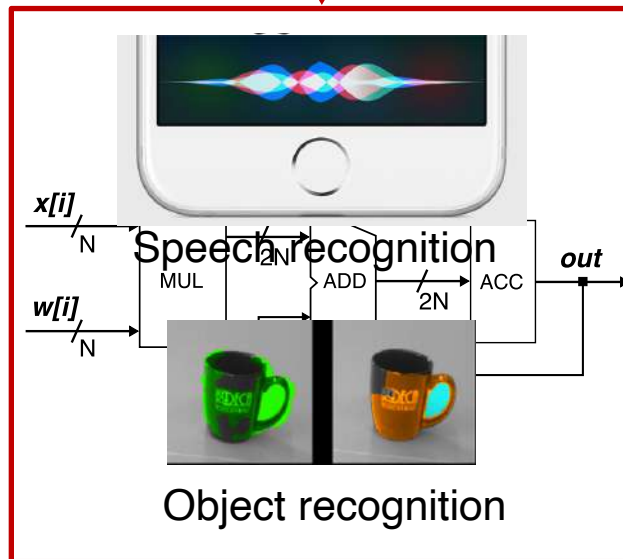 x[i]
N
Speech recognition
2N
MUL
ADD
ACC
out
2N
w[i]
N
Object recognition